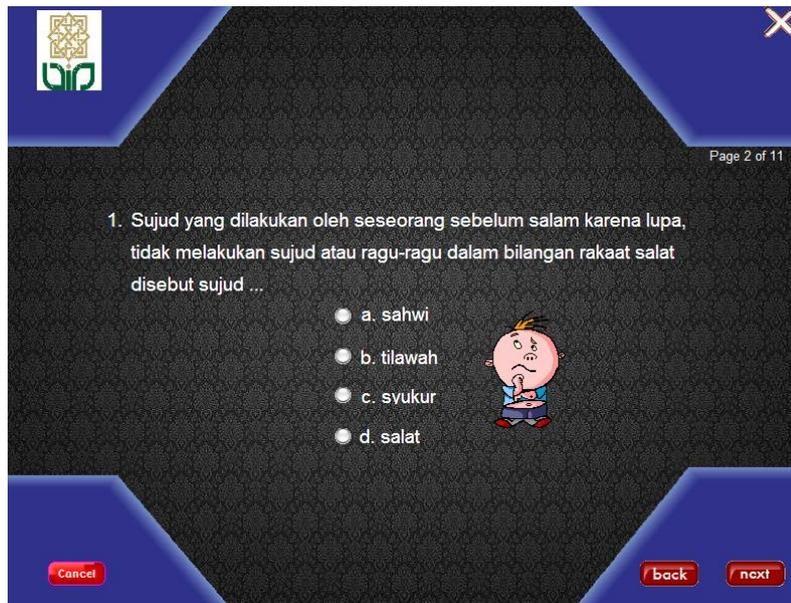 Page 2 of 11
1. Sujud yang dilakukan oleh seseorang sebelum salam karena lupa,
tidak melakukan sujud atau ragu-ragu dalam bilangan rakaat salat
disebut sujud ...
a. sahwi
b. tilawah
c. syukur
d. salat
Cancel
back
next